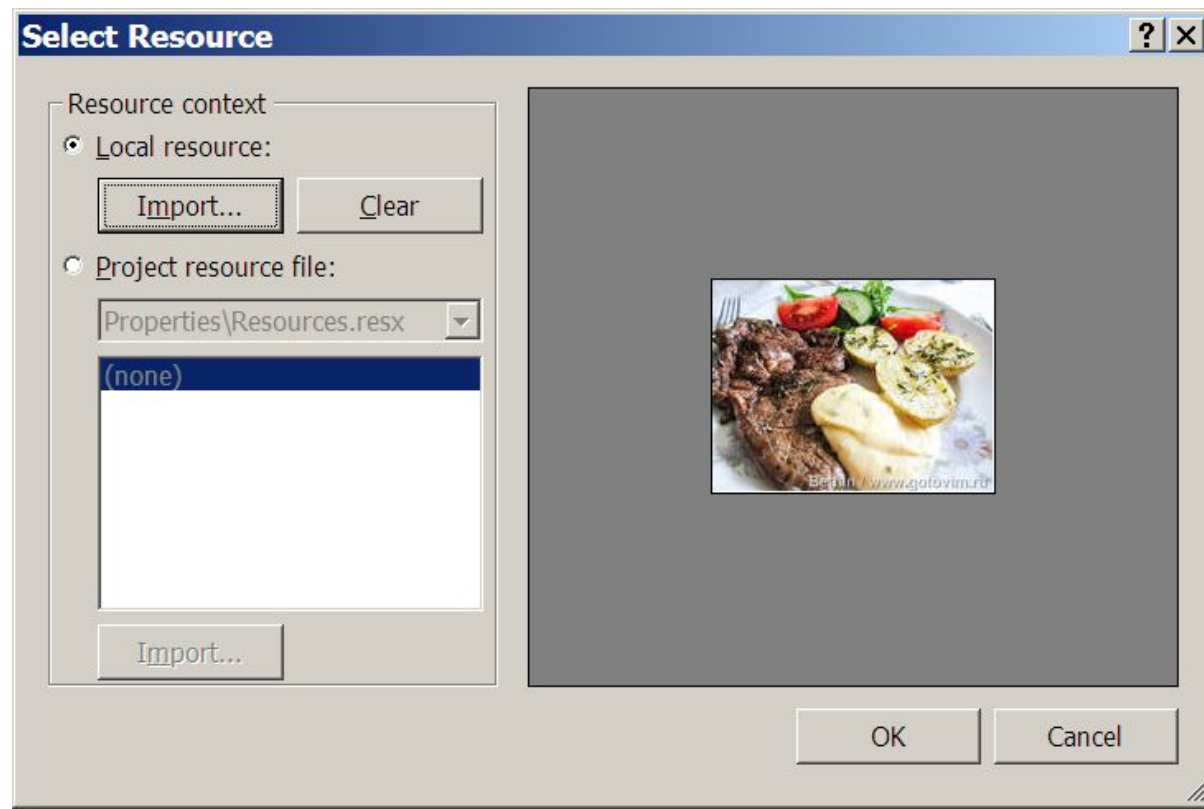 Select Resource
Resource context
Local resource:
Import...
Clear
Project resource file:
Properties\Resources.resx
(none)
Import...
www.gotovim.ru
OK
Cancel